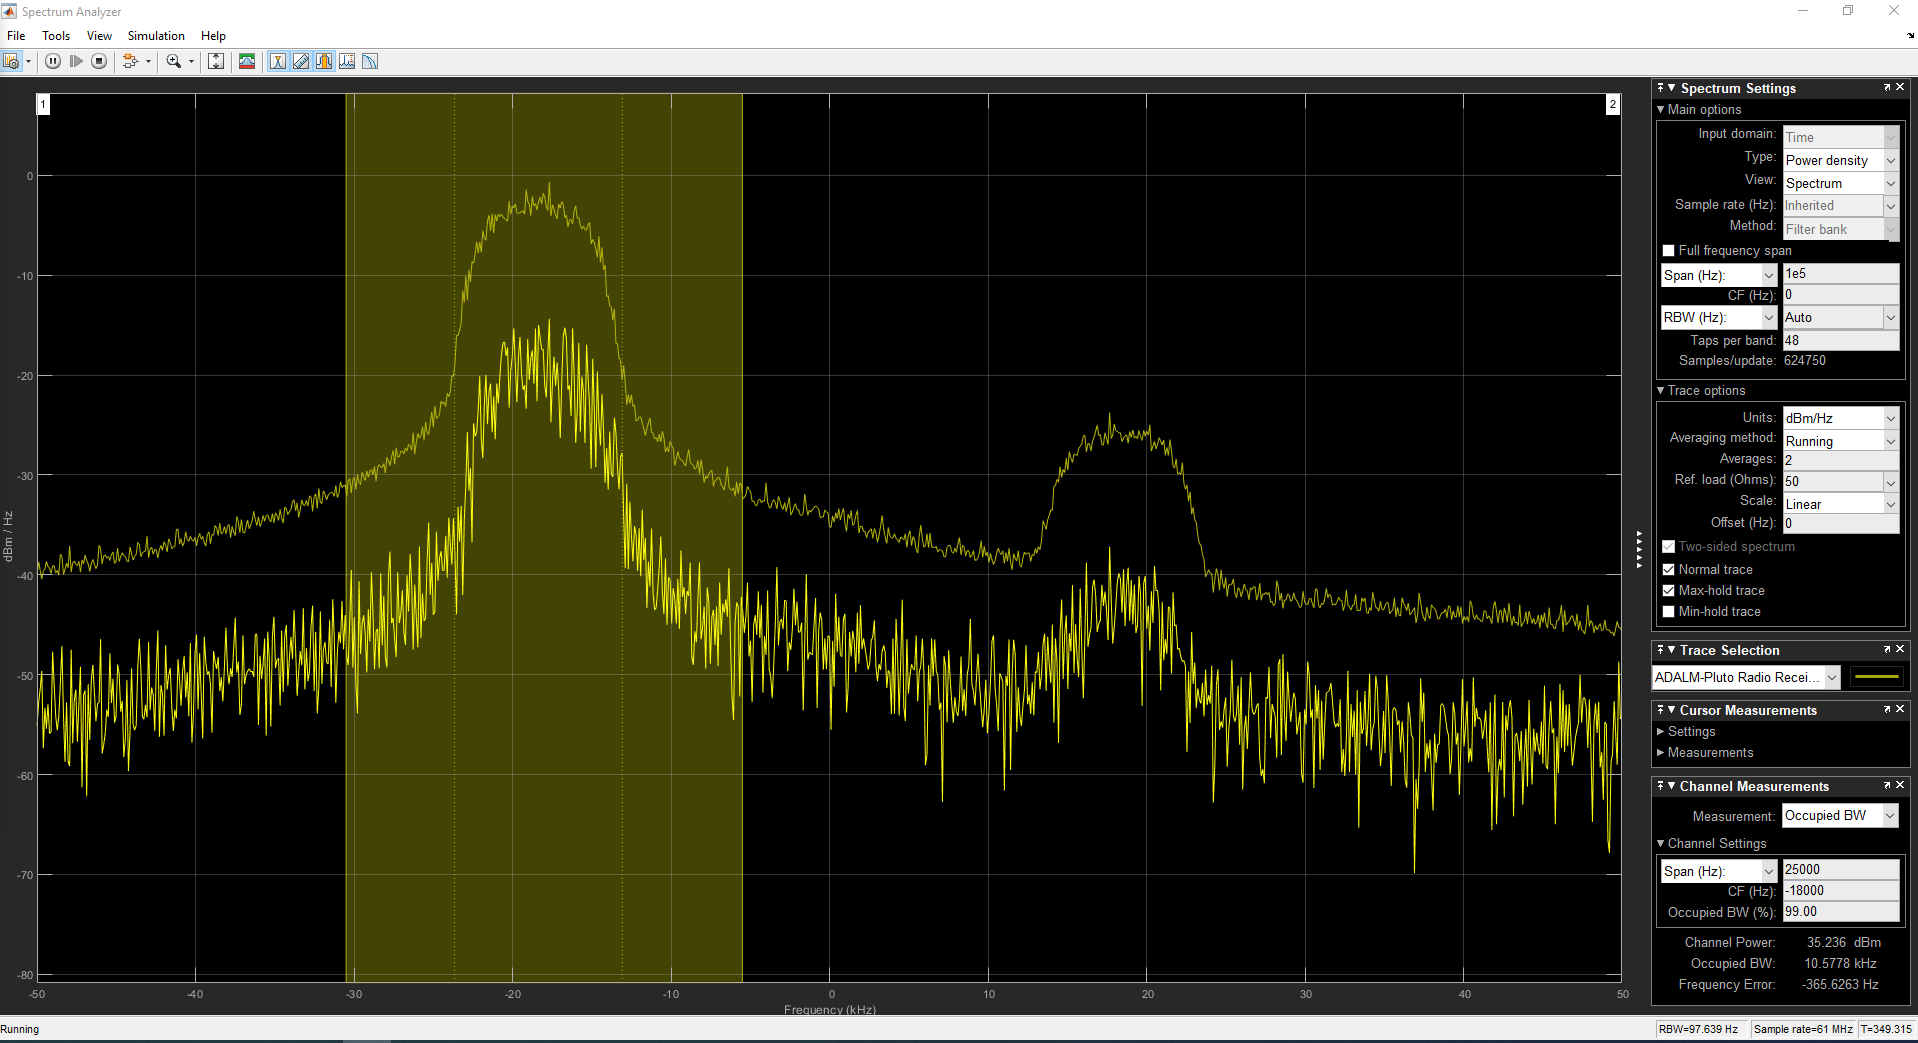 Spectrum Analyzer
File Tools View Simulation Help
1
2
0
-10
-20
-30
-40
-50
-60
-70
-80
dBm / Hz
-50 -40 -30 -20 -10 0 10 20 30 40 50
Frequency (kHz)
Spectrum Settings
Main options
Input domain: Time
Type: Power density
View: Spectrum
Sample rate (Hz): Inherited
Method: Filter bank
Full frequency span
Span (Hz): 1e5
CF (Hz): 0
RBW (Hz): Auto
Taps per band: 48
Samples/update: 624750
Trace options
Units: dBm/Hz
Averaging method: Running
Averages: 2
Ref. load (Ohms): 50
Scale: Linear
Offset (Hz): 0
Two-sided spectrum
Normal trace
Max-hold trace
Min-hold trace
Trace Selection
ADALM-Pluto Radio Recei...
Cursor Measurements
Settings
Measurements
Channel Measurements
Measurement: Occupied BW
Channel Settings
Span (Hz): 25000
CF (Hz): -18000
Occupied BW (%): 99.00
Channel Power: 35.236 dBm
Occupied BW: 10.5778 kHz
Frequency Error: -365.6263 Hz
Running
RBW=97.639 Hz Sample rate=61 MHz T=349.315